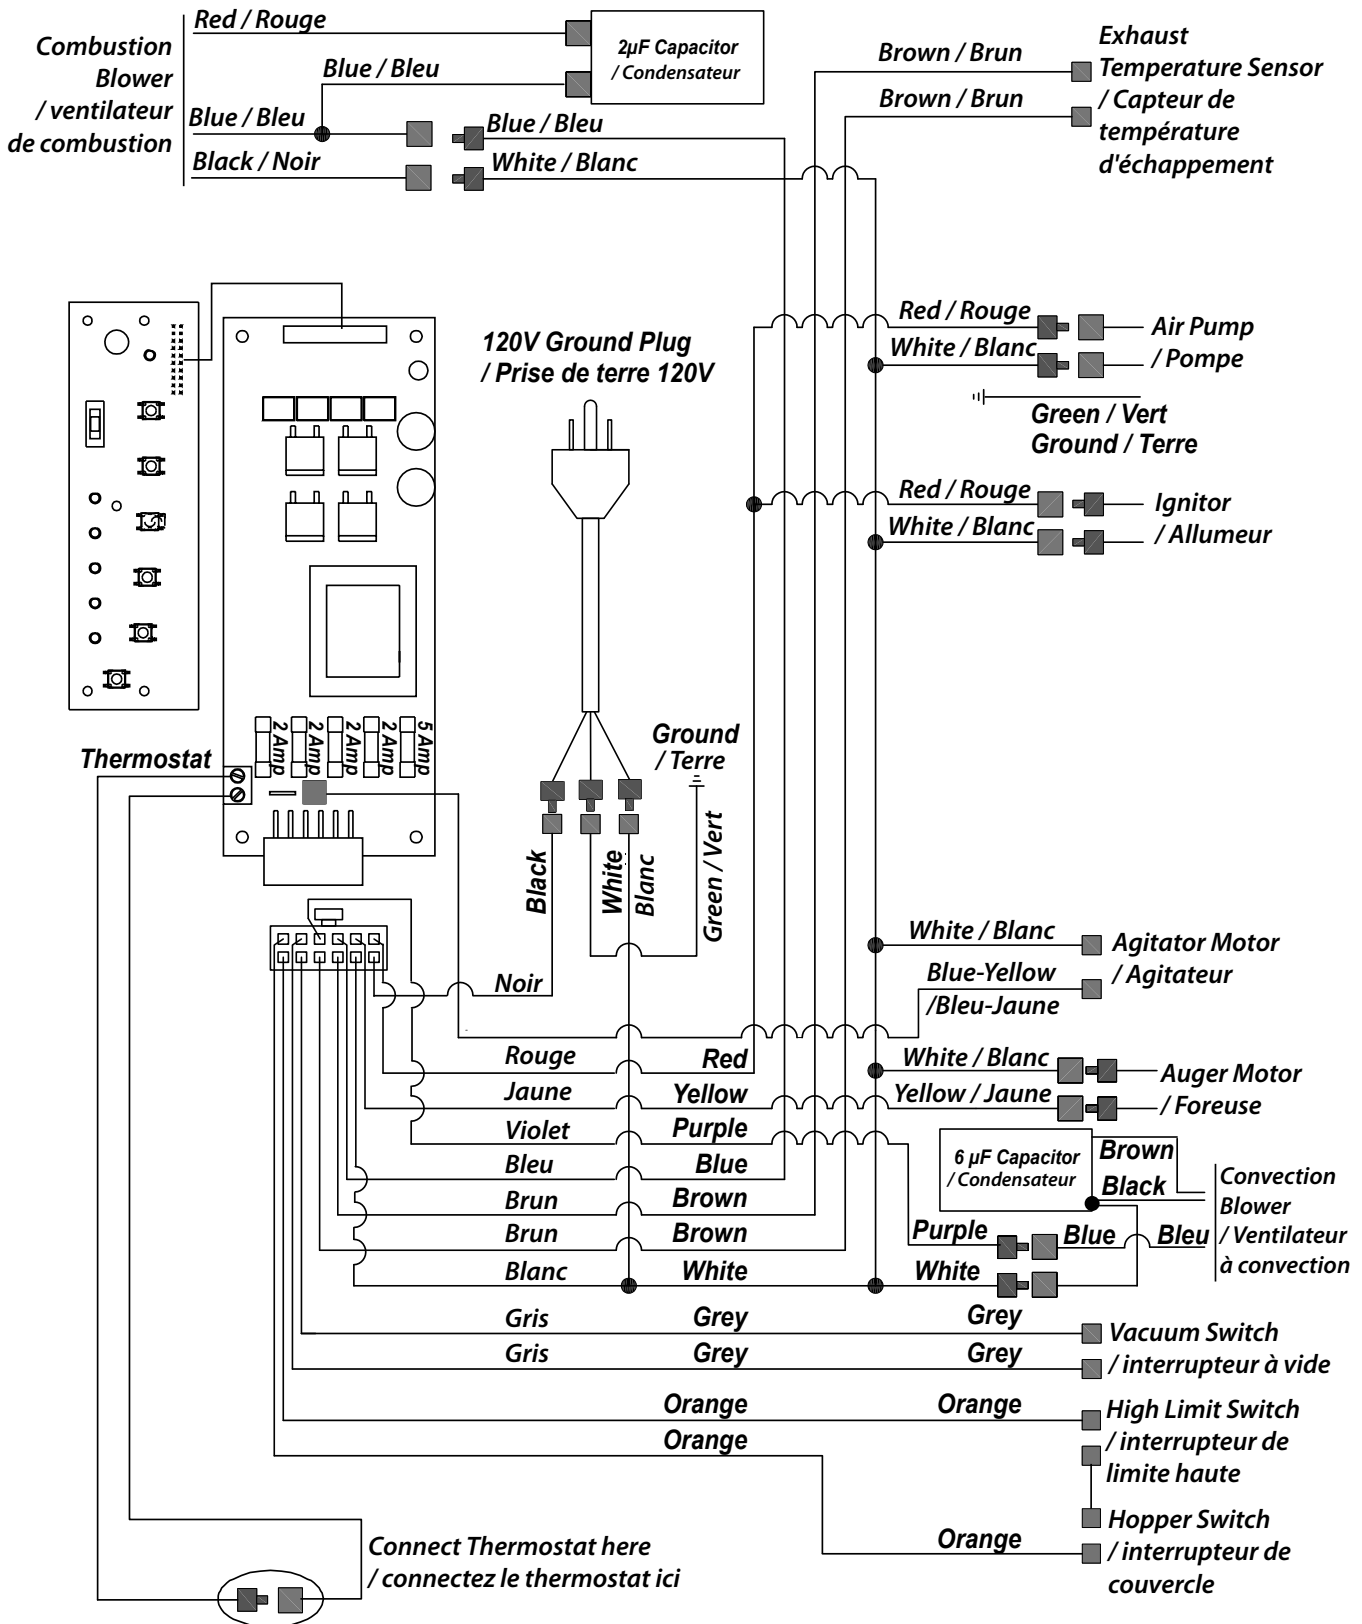 Combustion
Blower
/ ventilateur
de combustion
Red / Rouge
Blue / Bleu
Blue / Bleu
Black / Noir
2µF Capacitor
/ Condensateur
Blue / Bleu
White / Blanc
Brown / Brun
Brown / Brun
Exhaust
Temperature Sensor
/ Capteur de
température
d'échappement
120V Ground Plug
/ Prise de terre 120V
Red / Rouge
White / Blanc
Air Pump
/ Pompe
Green / Vert
Ground / Terre
Red / Rouge
White / Blanc
Ignitor
/ Allumeur
2 Amp
2 Amp
2 Amp
2 Amp
5 Amp
Thermostat
Ground
/ Terre
Black
White
Blanc
Green / Vert
Noir
White / Blanc
Agitator Motor
/ Agitateur
Blue-Yellow
/Bleu-Jaune
Rouge
Red
White / Blanc
Auger Motor
/ Foreuse
Jaune
Yellow
Yellow / Jaune
Violet
Purple
6 µF Capacitor
/ Condensateur
Brown
Black
Convection
Blower
/ Ventilateur
à convection
Bleu
Blue
Brun
Brown
Purple
Blue
Bleu
Brun
Brown
Blanc
White
White
Gris
Grey
Grey
Vacuum Switch
/ interrupteur à vide
Gris
Grey
Grey
Orange
Orange
High Limit Switch
/ interrupteur de
limite haute
Orange
Orange
Hopper Switch
/ interrupteur de
couvercle
Connect Thermostat here
/ connectez le thermostat ici